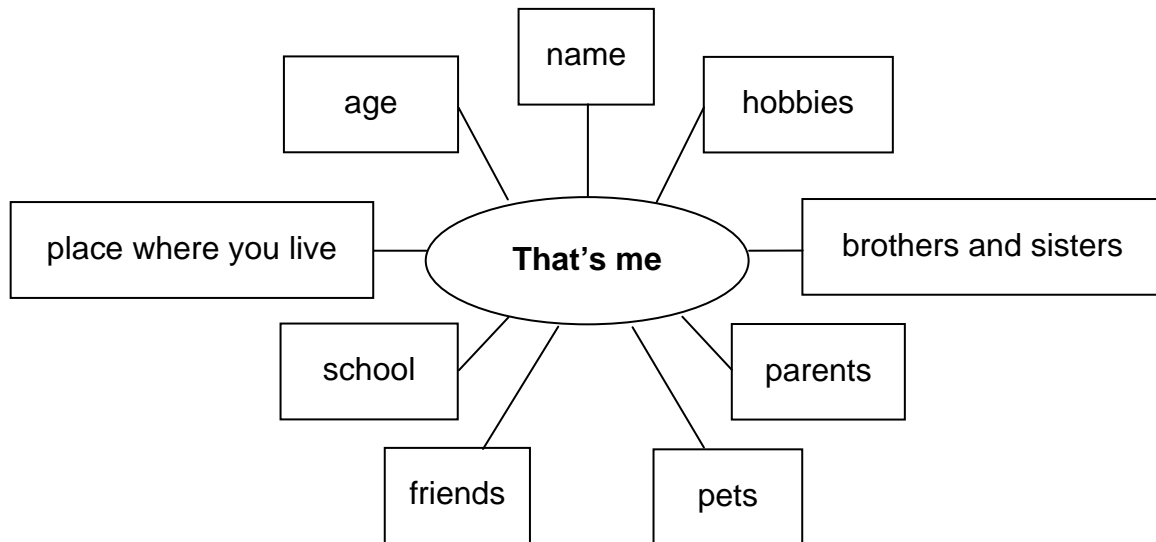 name
age
hobbies
place where you live
That’s me
brothers and sisters
school
parents
friends
pets